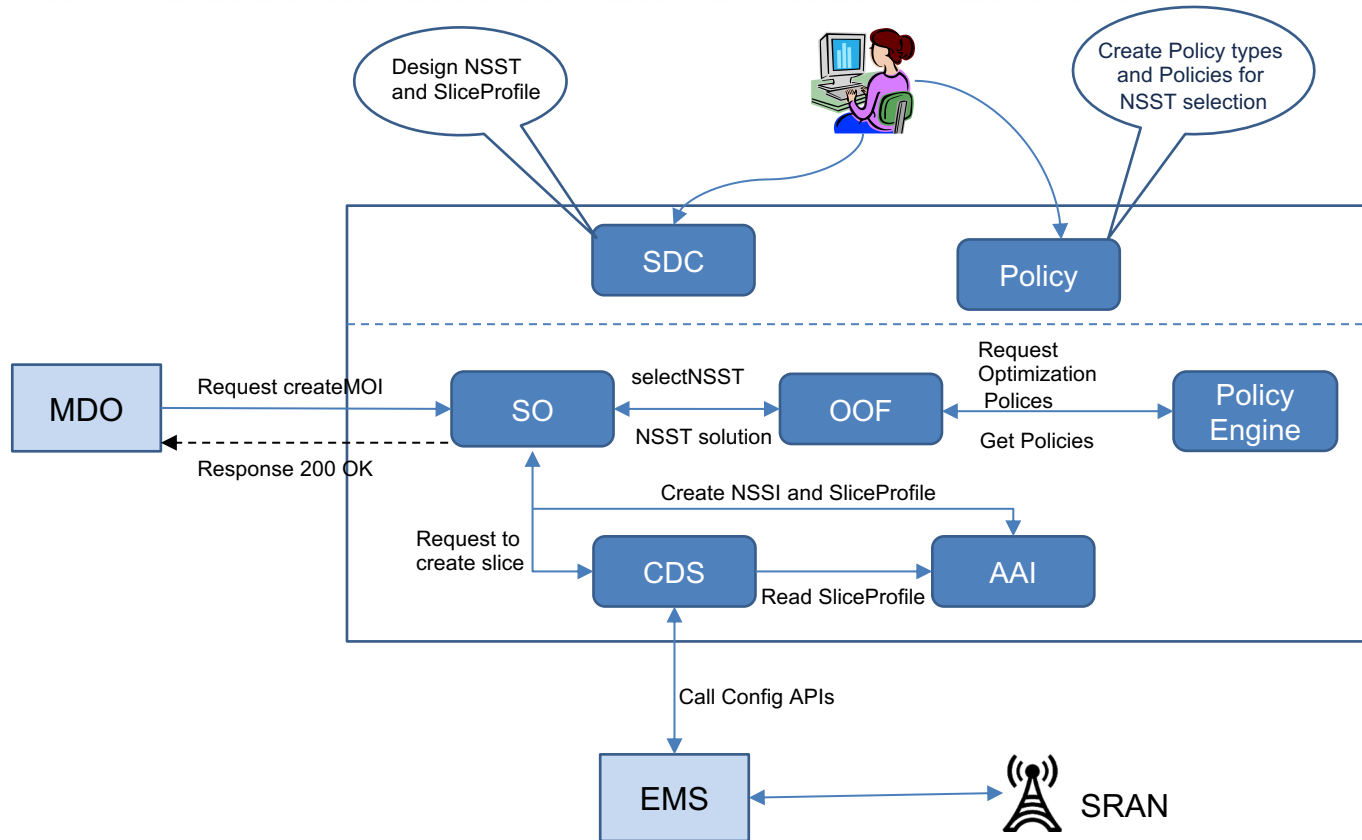 Design NSST
and SliceProfile
Create Policy types
and Policies for
NSST selection
SDC
Policy
MDO
Request createMOI
Response 200 OK
SO
selectNSST
NSST solution
OOF
Request
Optimization
Polices
Get Policies
Policy
Engine
Create NSSI and SliceProfile
Request to
create slice
CDS
Read SliceProfile
AAI
Call Config APIs
EMS
SRAN